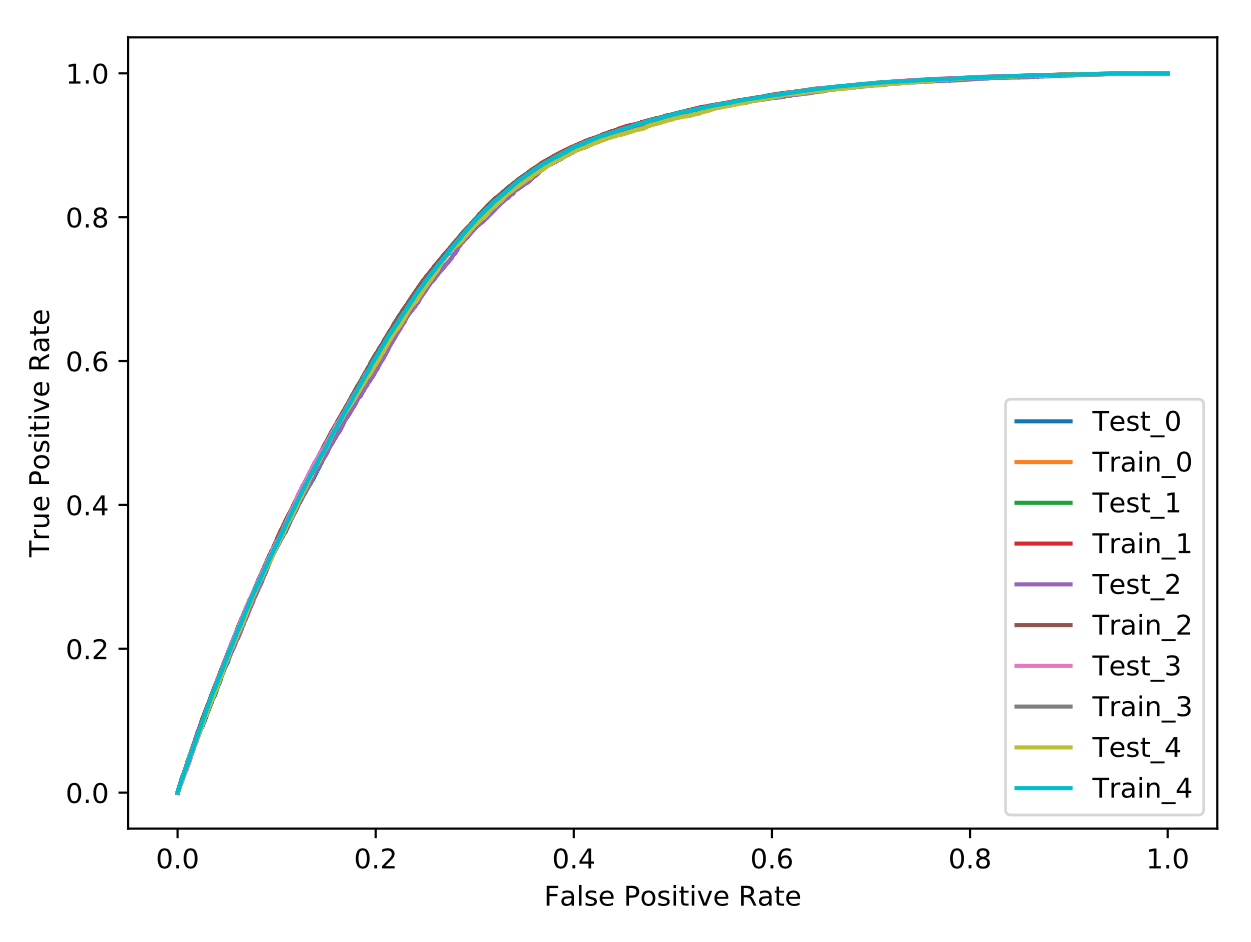 1.0
0.8
0.6
0.4
0.2
0.0
True Positive Rate
0.0 0.2 0.4 0.6 0.8 1.0
False Positive Rate
Test_0
Train_0
Test_1
Train_1
Test_2
Train_2
Test_3
Train_3
Test_4
Train_4